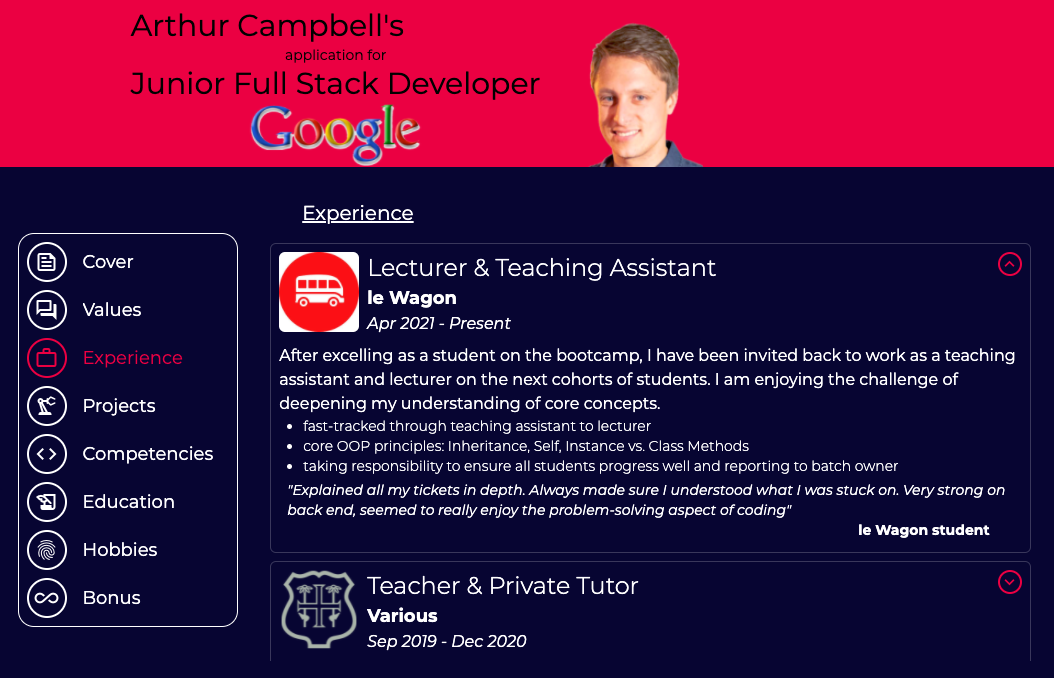 Arthur Campbell's
application for
Junior Full Stack Developer
Google
Experience
Cover
Values
Experience
Projects
Competencies
Education
Hobbies
Bonus
Lecturer & Teaching Assistant
le Wagon
Apr 2021 - Present
After excelling as a student on the bootcamp, I have been invited back to work as a teaching
assistant and lecturer on the next cohorts of students. I am enjoying the challenge of
deepening my understanding of core concepts.
• fast-tracked through teaching assistant to lecturer
• core OOP principles: Inheritance, Self, Instance vs. Class Methods
• taking responsibility to ensure all students progress well and reporting to batch owner
"Explained all my tickets in depth. Always made sure I understood what I was stuck on. Very strong on
back end, seemed to really enjoy the problem-solving aspect of coding"
le Wagon student
Teacher & Private Tutor
Various
Sep 2019 - Dec 2020